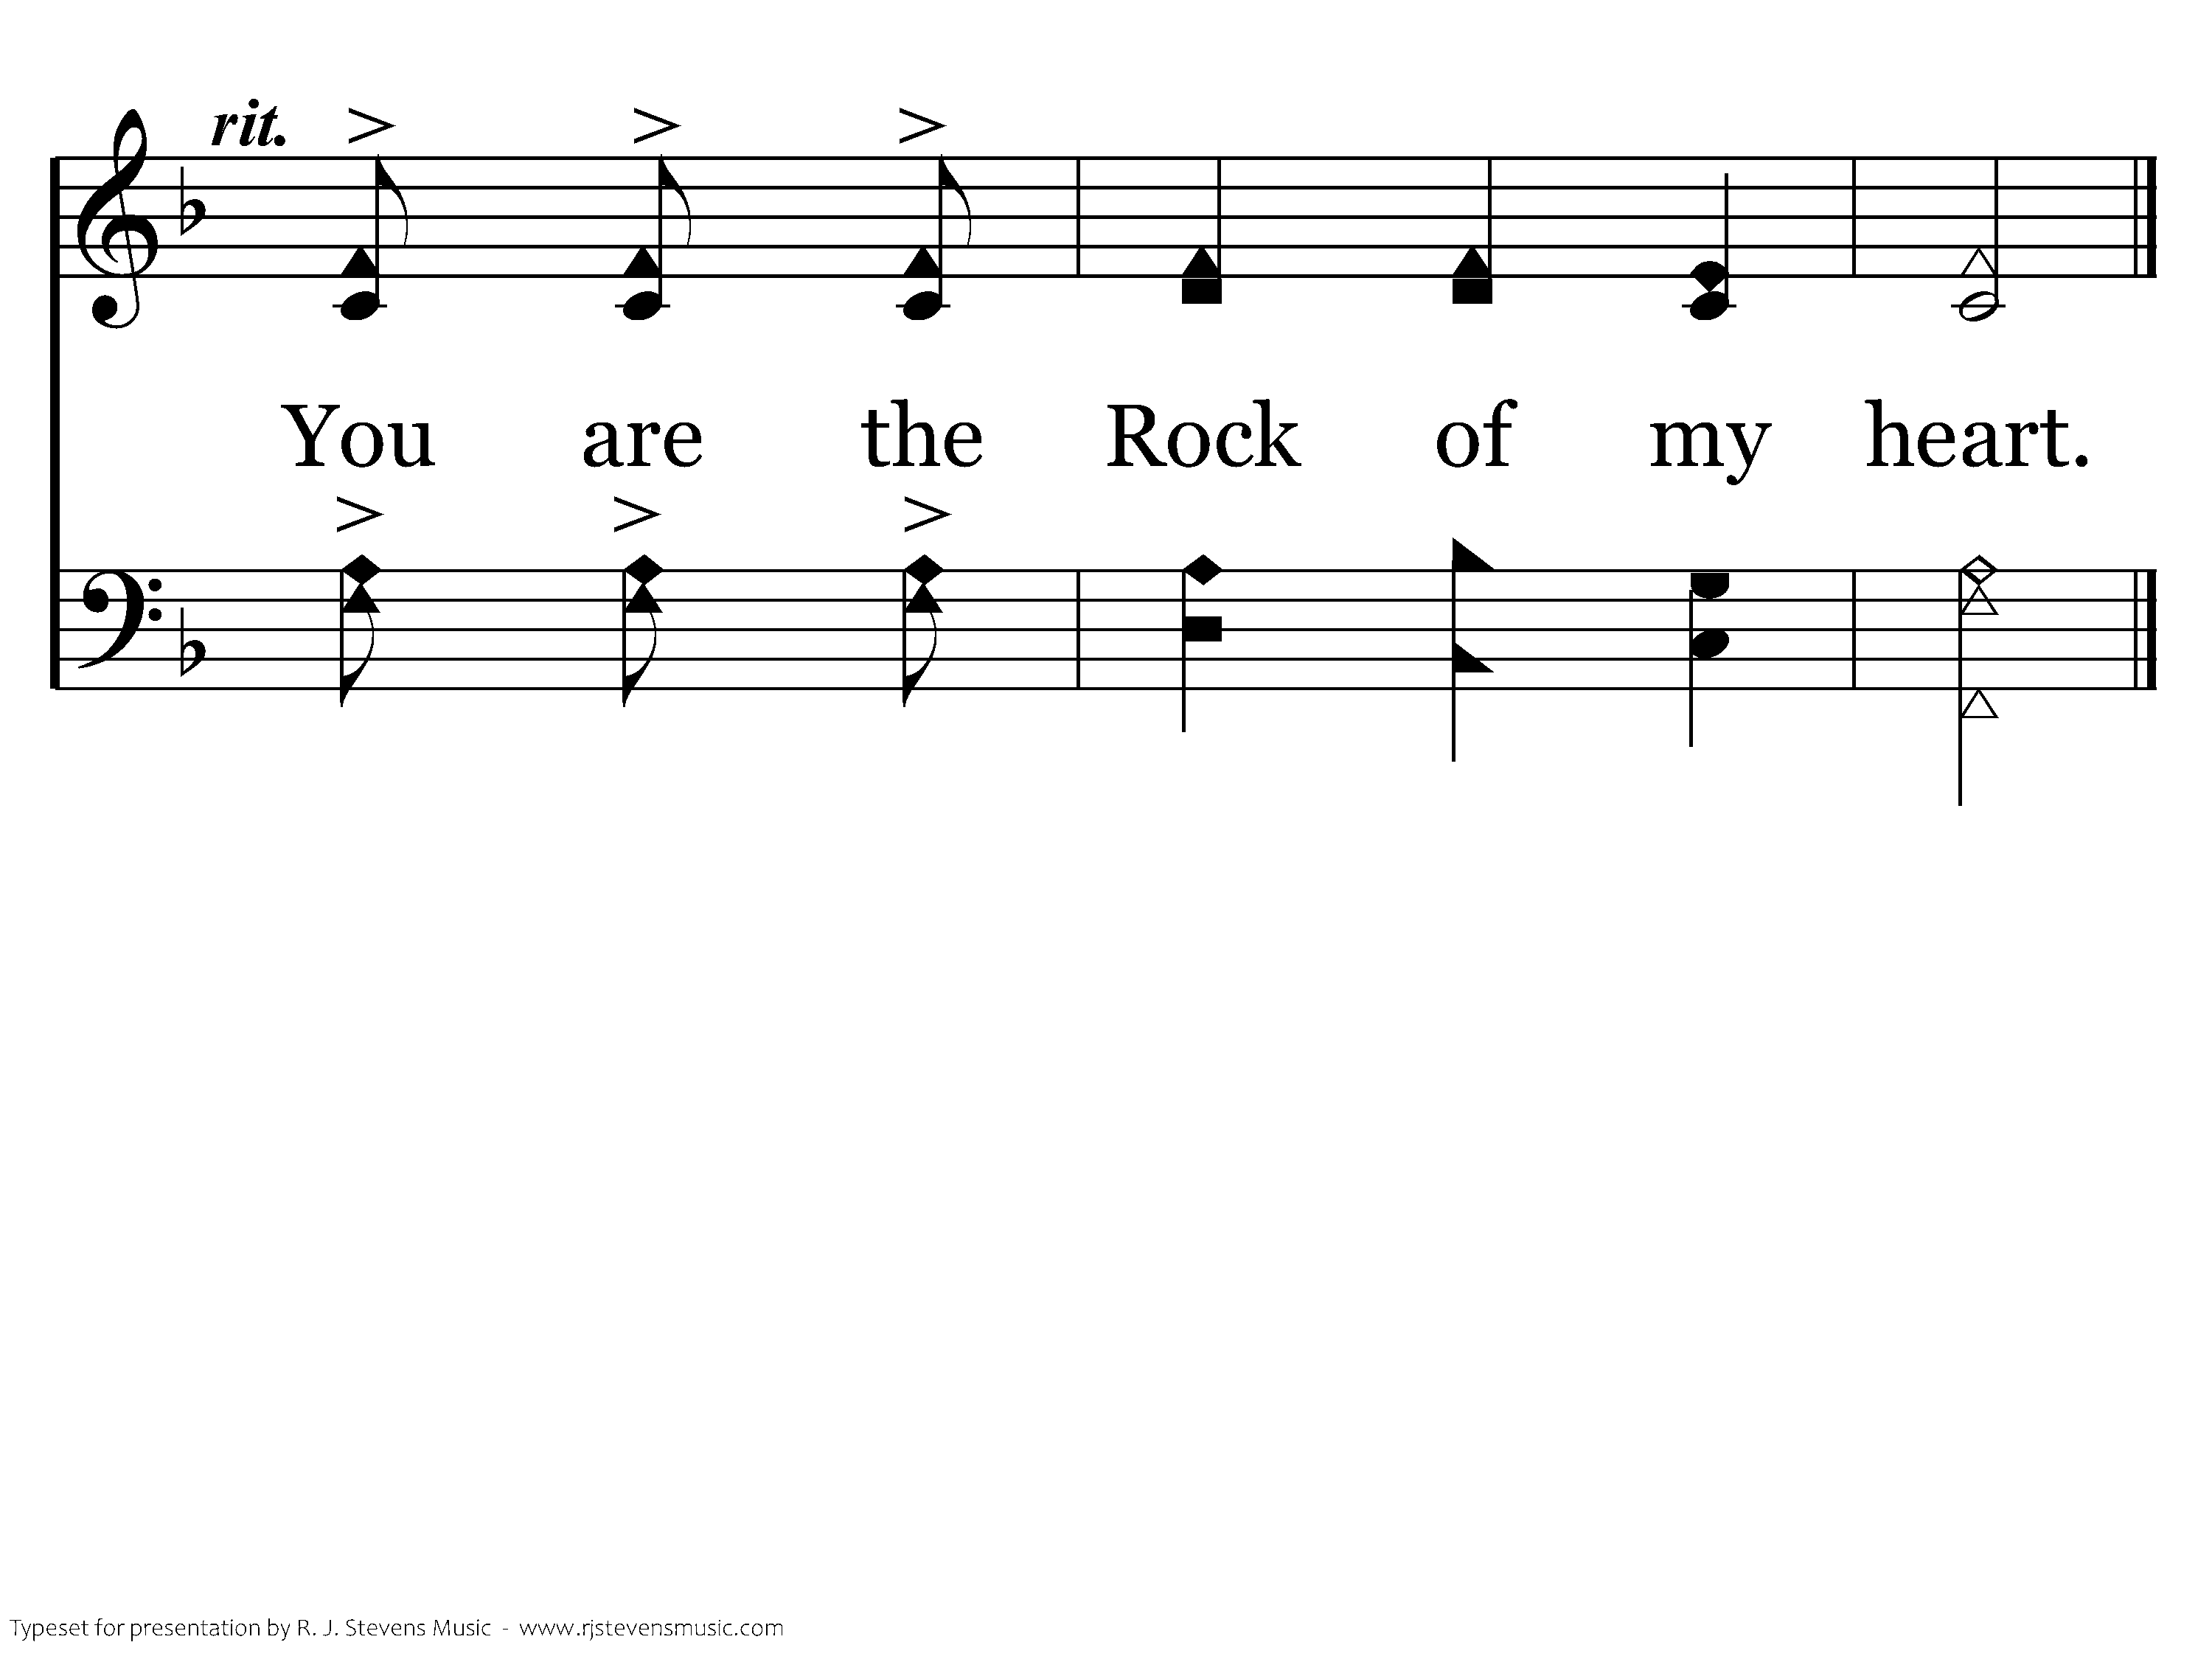 rit.
You are the Rock of my heart.
Typeset for presentation by R. J. Stevens Music - www.rjstevensmusic.com